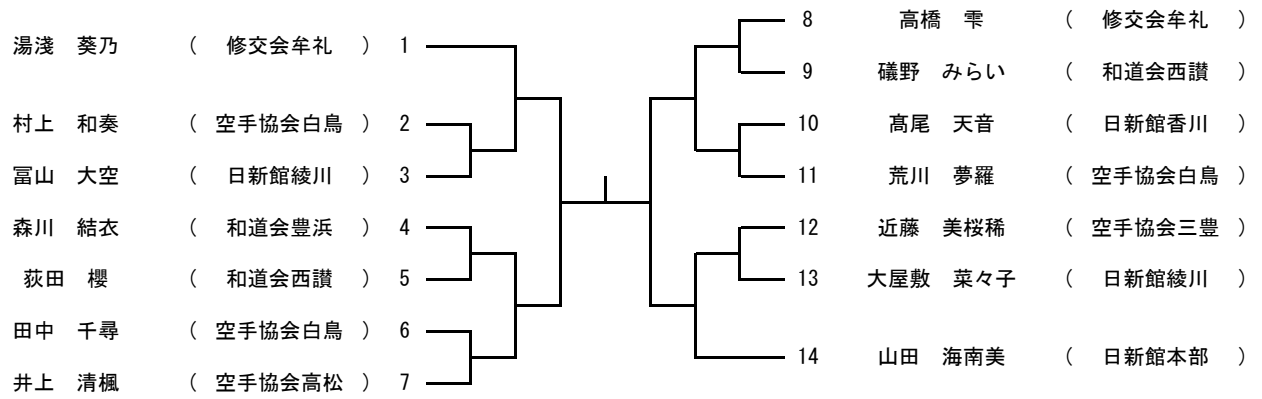 湯淺 葵乃 （ 修交会牟礼 ） 1
村上 和奏 （ 空手協会白鳥 ） 2
冨山 大空 （ 日新館綾川 ） 3
森川 結衣 （ 和道会豊浜 ） 4
荻田 櫻 （ 和道会西讃 ） 5
田中 千尋 （ 空手協会白鳥 ） 6
井上 清楓 （ 空手協会高松 ） 7
8 高橋 雫 （ 修交会牟礼 ）
9 礒野 みらい （ 和道会西讃 ）
10 髙尾 天音 （ 日新館香川 ）
11 荒川 夢羅 （ 空手協会白鳥 ）
12 近藤 美桜稀 （ 空手協会三豊 ）
13 大屋敷 菜々子 （ 日新館綾川 ）
14 山田 海南美 （ 日新館本部 ）